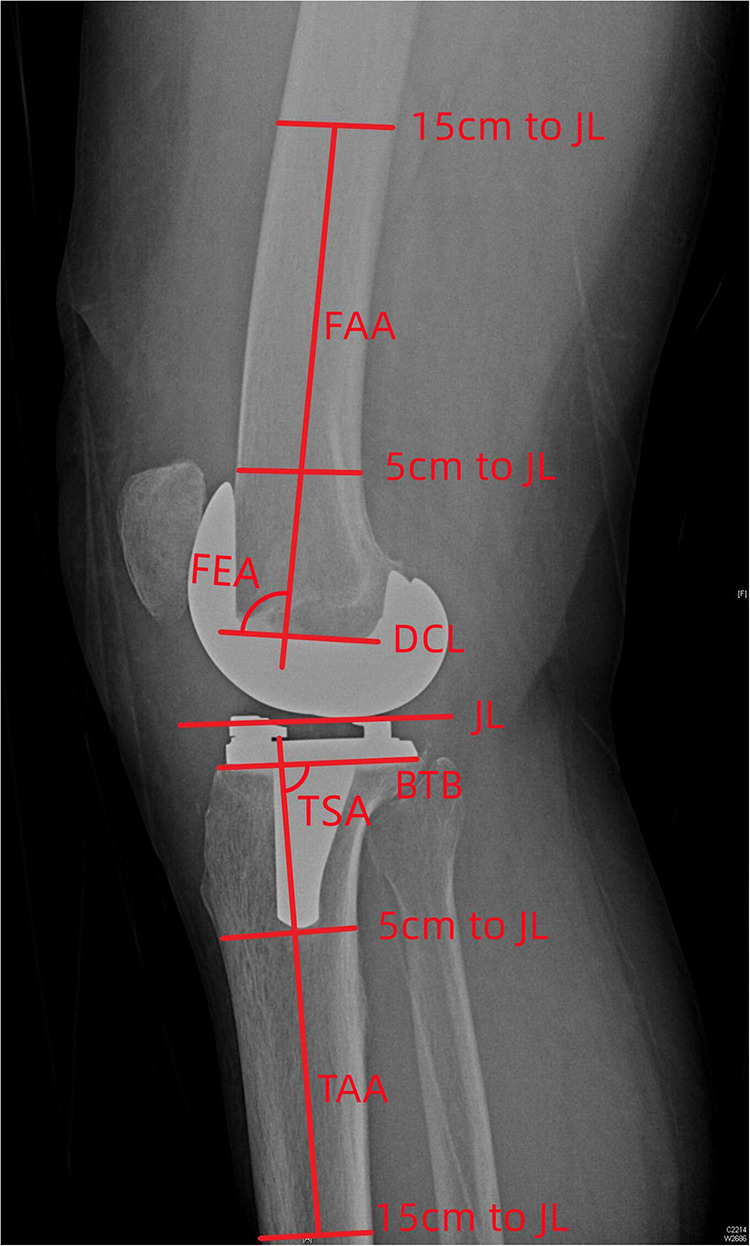 15cm to JL
FAA
5cm to JL
FEA
[F]
DCL
JL
BTB
TSA
5cm to JL
TAA
15cm to JL
C2214
W2686